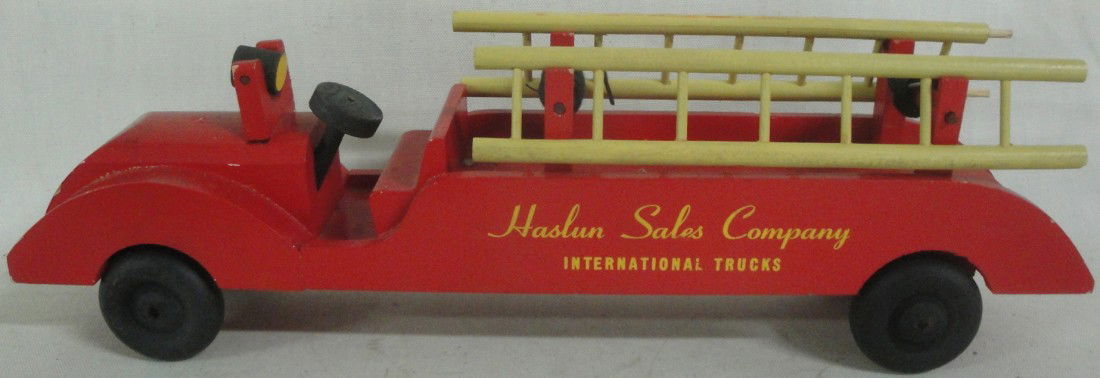 Haslun Sales Company
INTERNATIONAL TRUCKS